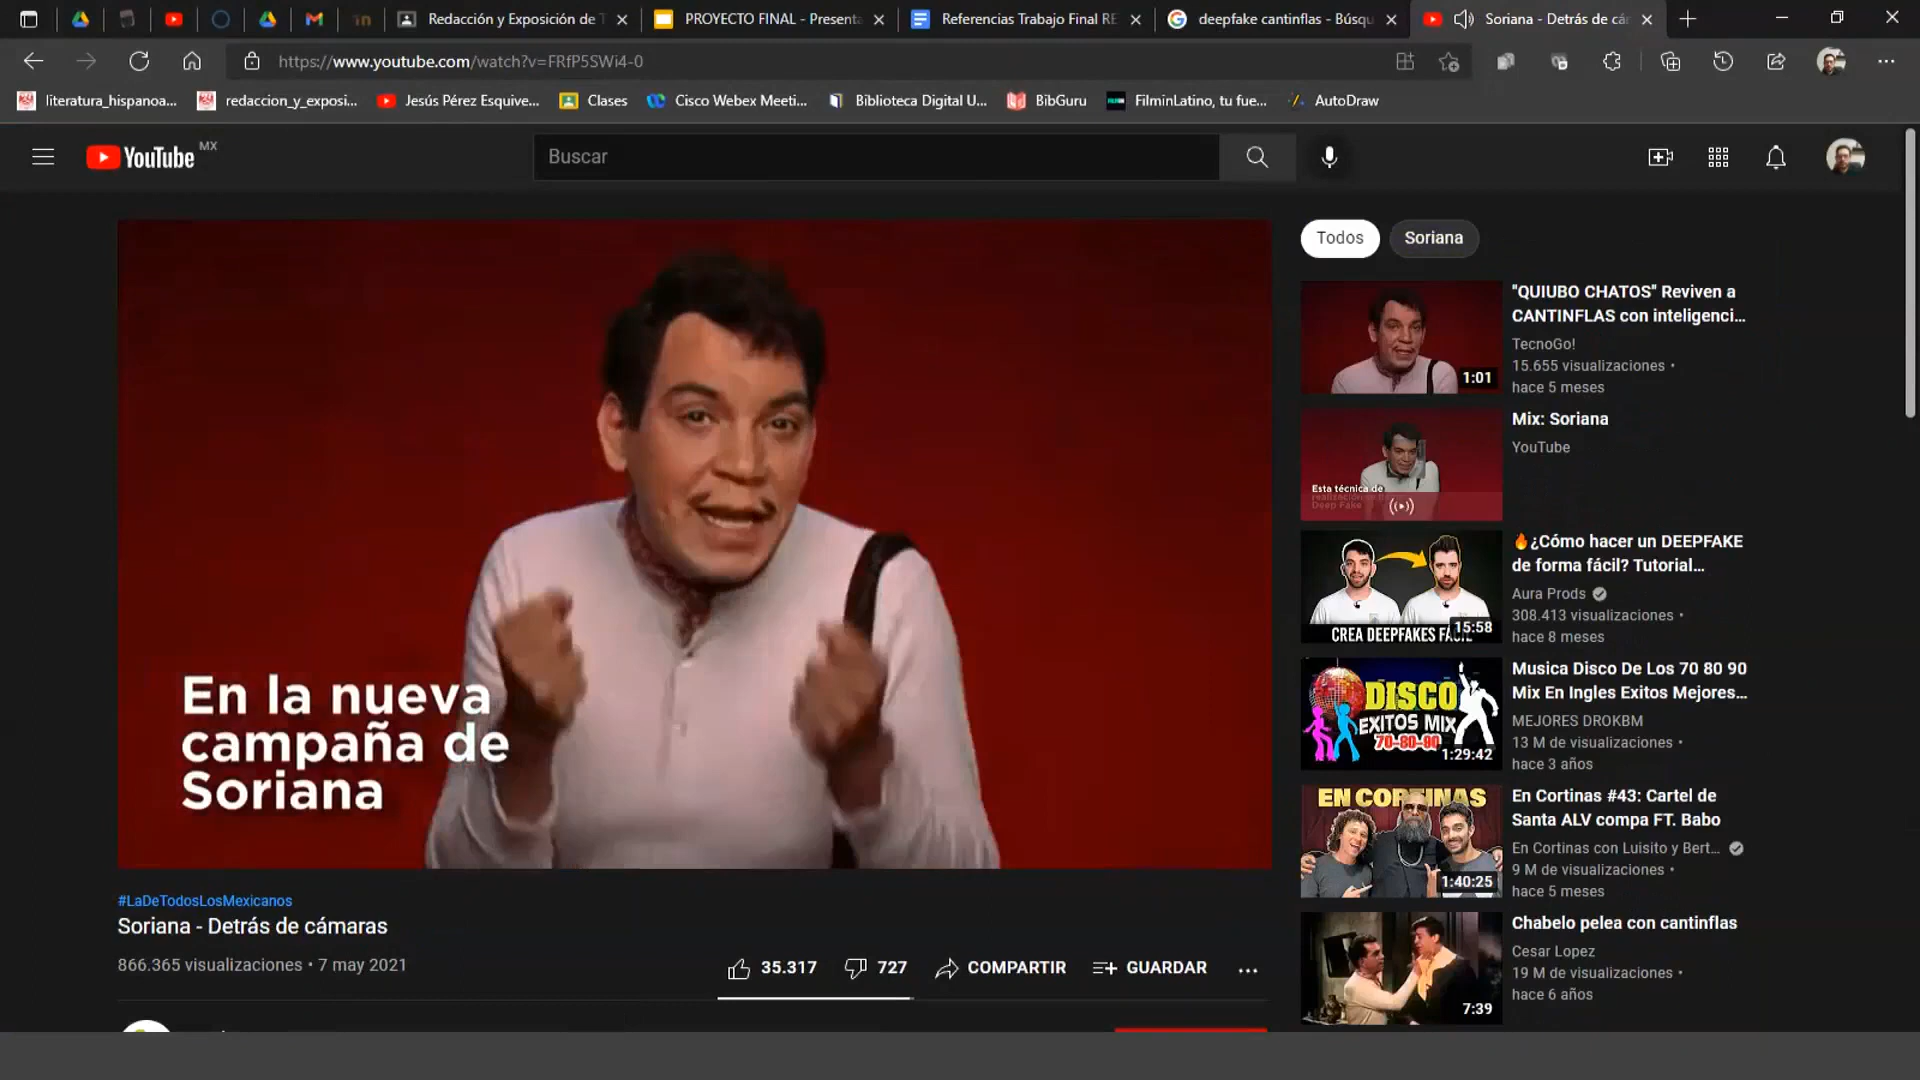 Redacción y Exposición de T
PROYECTO FINAL - Presenta
Referencias Trabajo Final RE
deepfake cantinflas - Búsqu
Soriana - Detrás de cá
https://www.youtube.com/watch?v=FRfP5SWi4-0
literatura_hispanoa...
redaccion_y_exposi...
Jesús Pérez Esquive...
Clases
Cisco Webex Meeti...
Biblioteca Digital U...
BibGuru
FilminLatino, tu fue...
AutoDraw
YouTube MX
Buscar
Todos
Soriana
En la nueva
campaña de
Soriana
#LaDeTodosLosMexicanos
Soriana - Detrás de cámaras
866.365 visualizaciones • 7 may 2021
35.317
727
COMPARTIR
GUARDAR
"QUIUBO CHATOS" Reviven a
CANTINFLAS con inteligenci...
TecnoGo!
15.655 visualizaciones •
hace 5 meses
1:01
Mix: Soriana
YouTube
Esta técnica de
realización
Deep Fake
¿Cómo hacer un DEEPFAKE
de forma fácil? Tutorial...
Aura Prods
308.413 visualizaciones •
hace 8 meses
15:58
CREA DEEPFAKES
Musica Disco De Los 70 80 90
Mix En Ingles Exitos Mejores...
MEJORES DROKBM
13 M de visualizaciones •
hace 3 años
DISCO
EXITOS MIX
70-80-90
1:29:42
En Cortinas #43: Cartel de
Santa ALV compa FT. Babo
En Cortinas con Luisito y Bert...
9 M de visualizaciones •
hace 5 meses
EN CORTINAS
1:40:25
Chabelo pelea con cantinflas
Cesar Lopez
19 M de visualizaciones •
hace 6 años
7:39